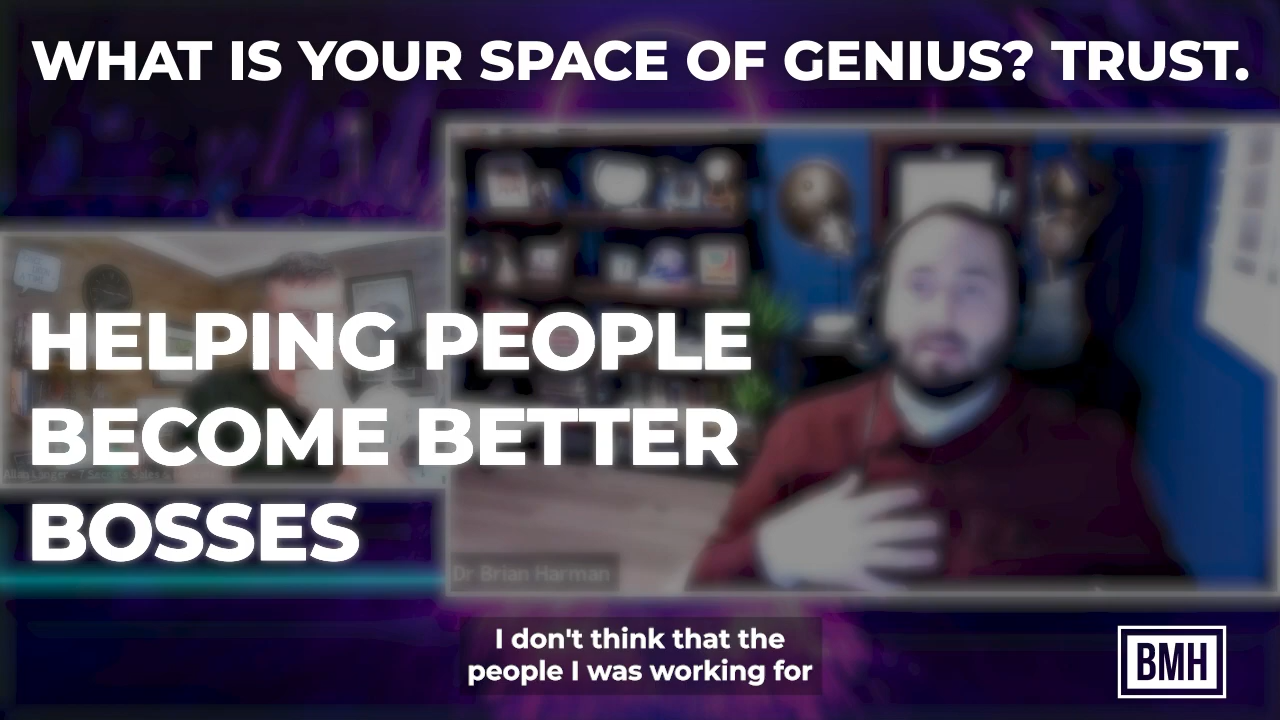 WHAT IS YOUR SPACE OF GENIUS? TRUST.
HELPING PEOPLE
BECOME BETTER
BOSSES
Dr Brian Harman
I don't think that the
people I was working for
BMH